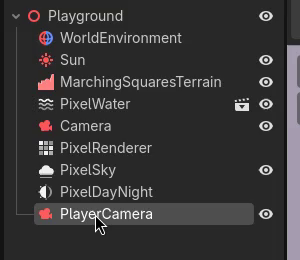 Playground
WorldEnvironment
Sun
MarchingSquaresTerrain
PixelWater
Camera
PixelRenderer
PixelSky
PixelDayNight
PlayerCamera